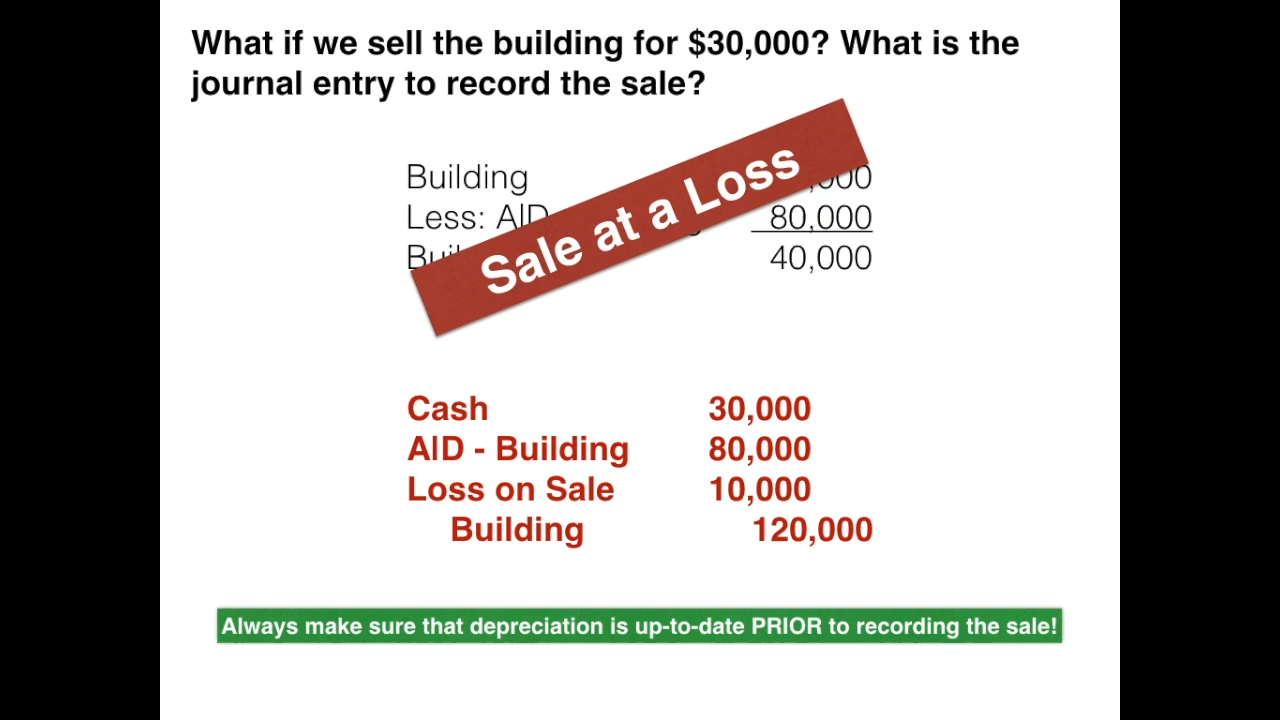 What if we sell the building for $30,000? What is the
journal entry to record the sale?
Building
Less: A|D 80,000
40,000
Sale at a Loss
Cash 30,000
A|D - Building 80,000
Loss on Sale 10,000
Building 120,000
Always make sure that depreciation is up-to-date PRIOR to recording the sale!